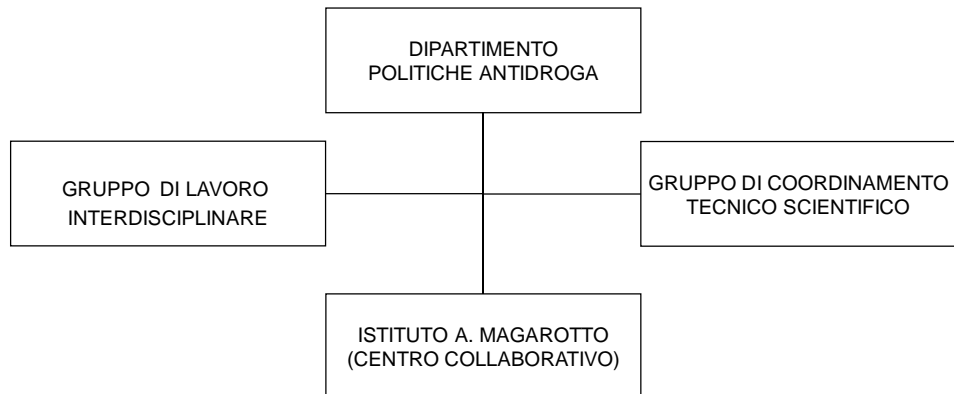 DIPARTIMENTO
POLITICHE ANTIDROGA
GRUPPO DI LAVORO
INTERDISCIPLINARE
GRUPPO DI COORDINAMENTO
TECNICO SCIENTIFICO
ISTITUTO A. MAGAROTTO
(CENTRO COLLABORATIVO)